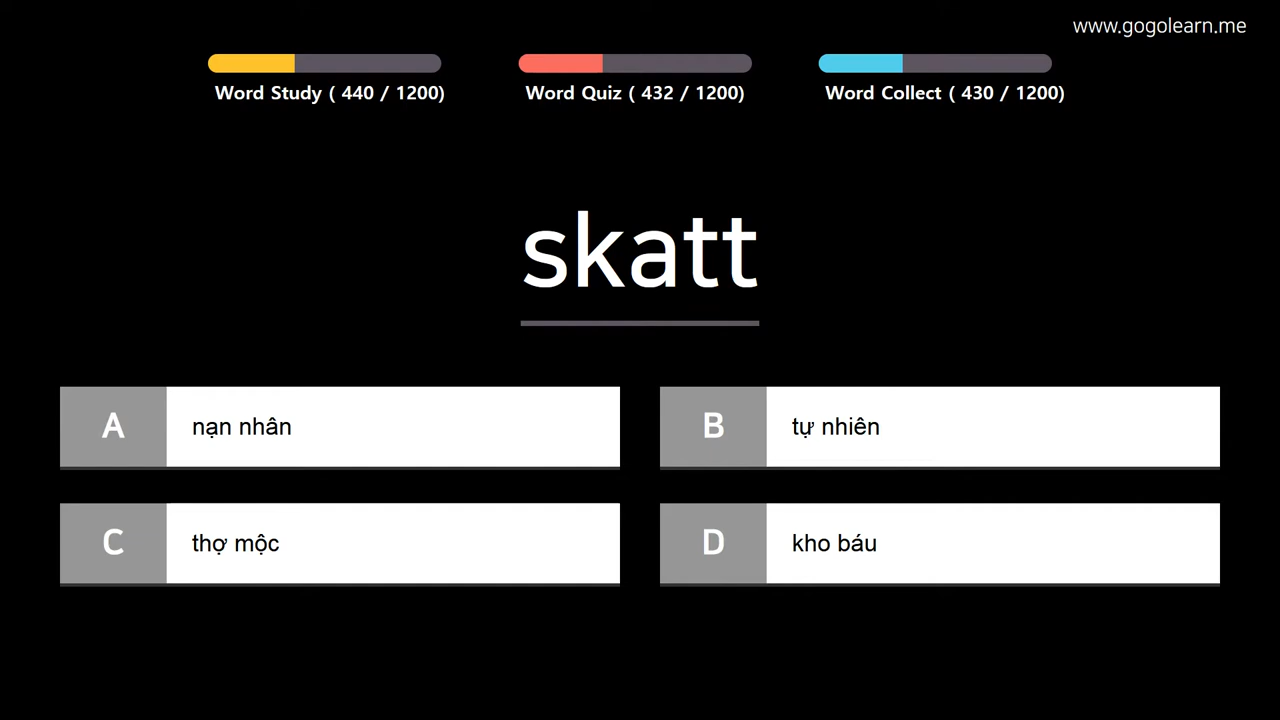 www.gogolearn.me
Word Study ( 440 / 1200)
Word Quiz ( 432 / 1200)
Word Collect ( 430 / 1200)
skatt
A nạn nhân
B tự nhiên
C thợ mộc
D kho báu